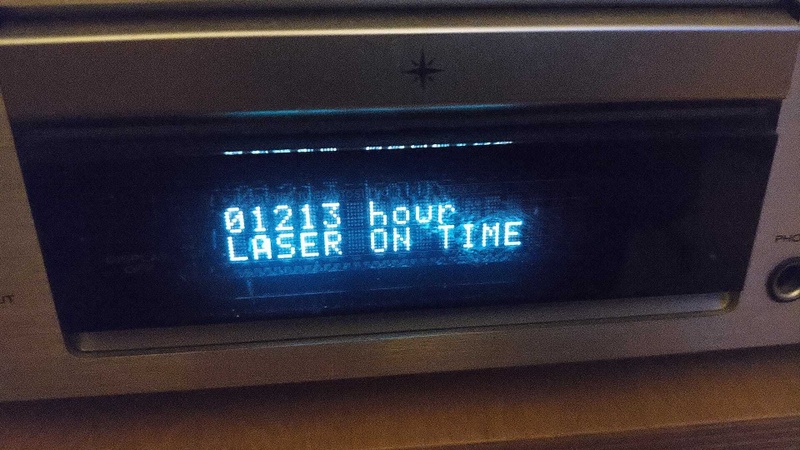 01213 hour
LASER ON TIME